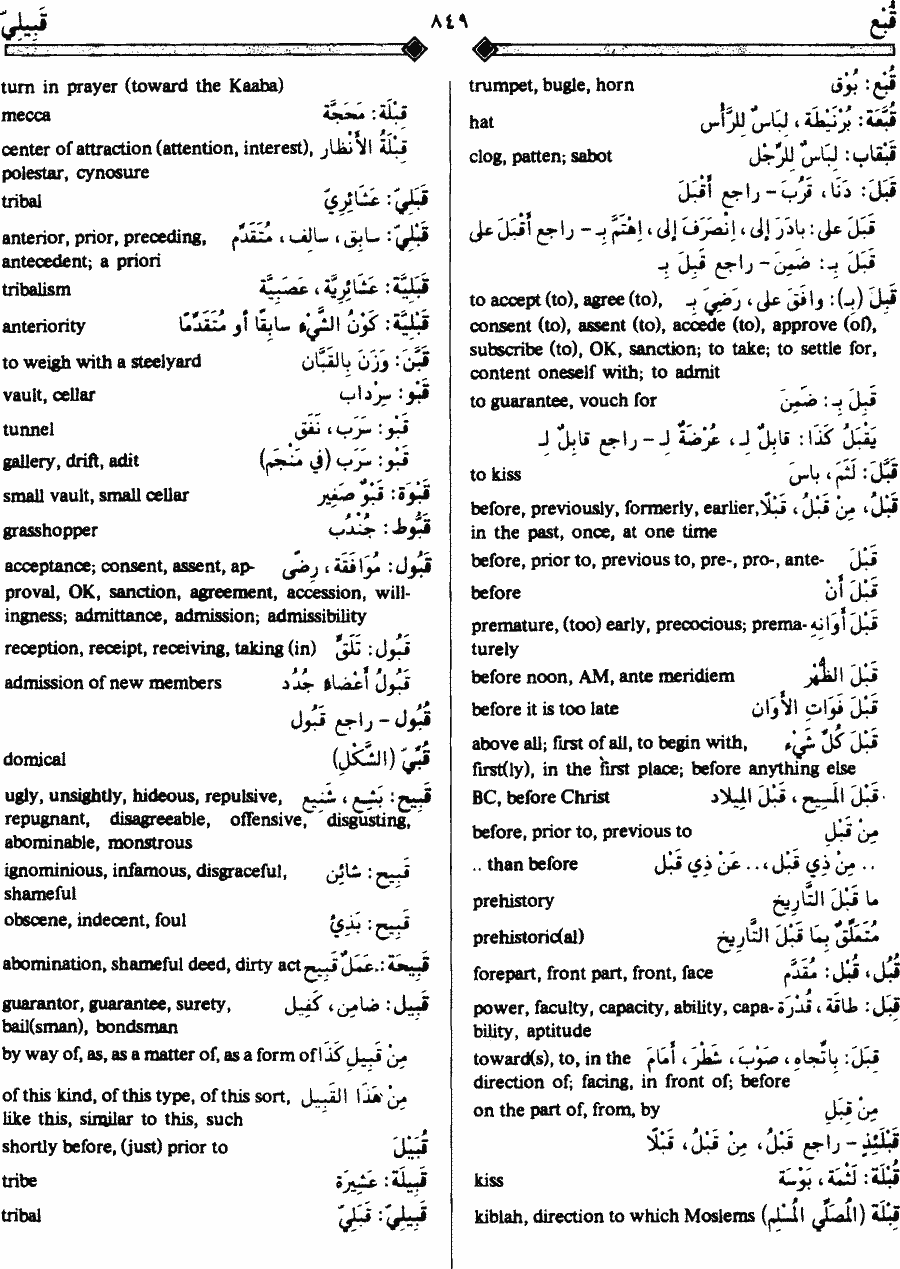 قُبْع ٨٤٩ قَبِيلِيّ
قُبْع : بُوْق trumpet, bugle, horn
قُبَّعَة : بُرْنَيْطَة ، لِبَاسٌ لِلرَّأْس hat
قَبْقَاب : لِبَاسٌ لِلرِّجْل clog, patten; sabot
قَبَلَ : دَنَا ، قَرُبَ - راجع أَقْبَلَ
قَبَلَ على : بادَرَ إلى ، اِنْصَرَفَ إلى ، اِهْتَمَّ بِـ - راجع أَقْبَلَ على
قَبَلَ بِـ : ضَمِنَ - راجع قَبِلَ بِـ
قَبِلَ (بِـ) : وافَقَ على ، رَضِيَ بِـ to accept (to), agree (to),
consent (to), assent (to), accede (to), approve (of),
subscribe (to), OK, sanction; to take; to settle for,
content oneself with; to admit
قَبِلَ بِـ : ضَمِنَ to guarantee, vouch for
يَقْبَلُ كَذَا : قابِلٌ لِـ ، عُرْضَةٌ لِـ - راجع قابِلٌ لِـ
قَبَّلَ : لَثَمَ ، باسَ to kiss
قَبْلُ ، مِنْ قَبْلُ ، قَبْلًا before, previously, formerly, earlier,
in the past, once, at one time
قَبْلَ before, prior to, previous to, pre-, pro-, ante-
قَبْلَ أَنْ before
قَبْلَ أَوَانِهِ premature, (too) early, precocious; prema-
turely
قَبْلَ الظُّهْر before noon, AM, ante meridiem
قَبْلَ فَوَاتِ الأَوَان before it is too late
قَبْلَ كُلِّ شَيْء above all; first of all, to begin with,
first(ly), in the first place; before anything else
قَبْلَ المَسِيح ، قَبْلَ المِيلاد BC, before Christ
مِنْ قَبْلِ before, prior to, previous to
.. مِنْ ذِي قَبْل ، .. عَنْ ذِي قَبْل .. than before
ما قَبْلَ التَّارِيخ prehistory
مُتَعَلِّقٌ بِمَا قَبْلَ التَّارِيخ prehistoric(al)
قُبُل ، قُبْل : مُقَدَّم forepart, front part, front, face
قِبَل : طاقَة ، قُدْرَة power, faculty, capacity, ability, capa-
bility, aptitude
قِبَلَ : بِاتِّجاهِ ، صَوْبَ ، شَطْرَ ، أَمَامَ toward(s), to, in the
direction of; facing, in front of; before
مِنْ قِبَلِ on the part of, from, by
قَبْلَئِذٍ - راجع قَبْلُ ، مِنْ قَبْلُ ، قَبْلًا
قُبْلَة : لَثْمَة ، بَوْسَة kiss
قِبْلَة (المُصَلِّي المُسْلِم) kiblah, direction to which Moslems
turn in prayer (toward the Kaaba)
قِبْلَة : مَحَجَّة mecca
قِبْلَةُ الأَنْظار center of attraction (attention, interest),
polestar, cynosure
قَبَلِيّ : عَشَائِرِيّ tribal
قَبْلِيّ : سابِق ، سالِف ، مُتَقَدِّم anterior, prior, preceding,
antecedent; a priori
قَبَلِيَّة : عَشَائِرِيَّة ، عَصَبِيَّة tribalism
قَبْلِيَّة : كَوْنُ الشَّيْءِ سابِقًا أو مُتَقَدِّمًا anteriority
قَبَّنَ : وَزَنَ بِالقَبَّان to weigh with a steelyard
قَبْو : سِرْداب vault, cellar
قَبْو : سَرَب ، نَفَق tunnel
قَبْو : سَرَب (في مَنْجَم) gallery, drift, adit
قَبْوَة : قَبْوٌ صَغِير small vault, small cellar
قَبُّوط : جُنْدُب grasshopper
قَبُول : مُوَافَقَة ، رِضًى acceptance; consent, assent, ap-
proval, OK, sanction, agreement, accession, will-
ingness; admittance, admission; admissibility
قَبُول : تَلَقٍّ reception, receipt, receiving, taking (in)
قَبُولُ أَعْضاءٍ جُدُد admission of new members
قُبُول - راجع قَبُول
قُبِّيّ (الشَّكْلِ) domical
قَبِيح : بَشِع ، شَنِيع ugly, unsightly, hideous, repulsive,
repugnant, disagreeable, offensive, disgusting,
abominable, monstrous
قَبِيح : شائِن ignominious, infamous, disgraceful,
shameful
قَبِيح : بَذِيْء obscene, indecent, foul
قَبِيحَة : عَمَلٌ قَبِيح abomination, shameful deed, dirty act
قَبِيل : ضامِن ، كَفِيل guarantor, guarantee, surety,
bail(sman), bondsman
مِنْ قَبِيلِ كَذَا by way of, as, as a matter of, as a form of
مِنْ هَذَا القَبِيل of this kind, of this type, of this sort,
like this, similar to this, such
قُبَيْلَ shortly before, (just) prior to
قَبِيلَة : عَشِيرَة tribe
قَبِيلِيّ : قَبَلِيّ tribal